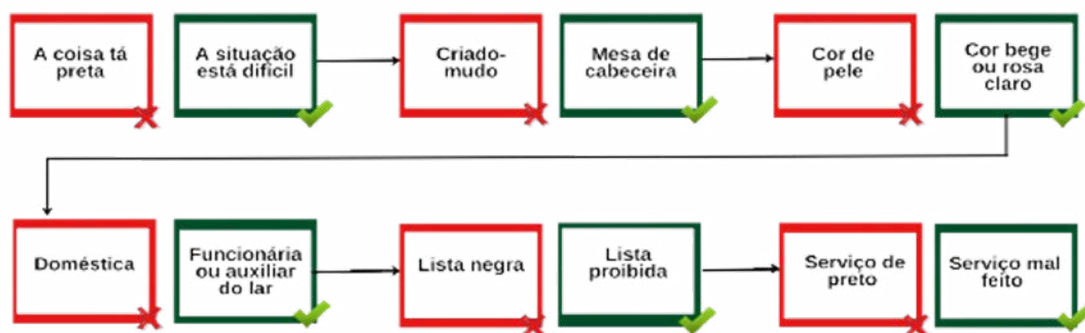 A coisa tá
preta
A situação
está difícil
Criado-
mudo
Mesa de
cabeceira
Cor de
pele
Cor bege
ou rosa
claro
Doméstica
Funcionária
ou auxiliar
do lar
Lista negra
Lista
proibida
Serviço de
preto
Serviço mal
feito